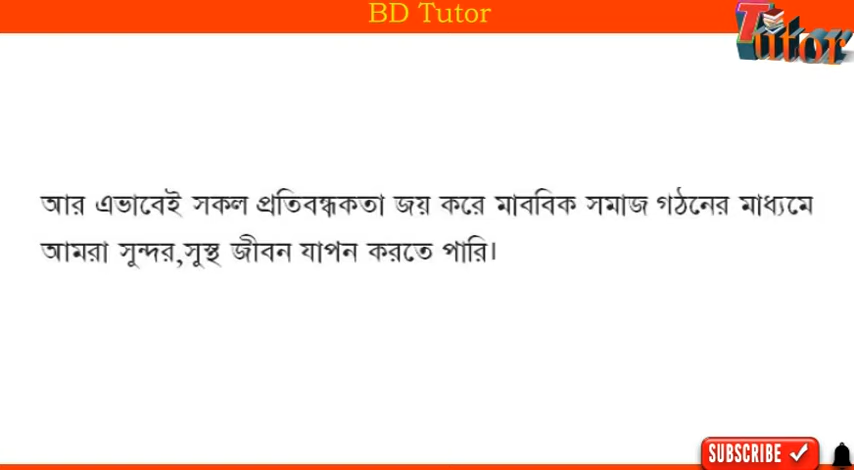 BD Tutor
Tutor
আর এভাবেই সকল প্রতিবন্ধকতা জয় করে মাববিক সমাজ গঠনের মাধ্যমে
আমরা সুন্দর,সুস্থ জীবন যাপন করতে পারি।
SUBSCRIBE